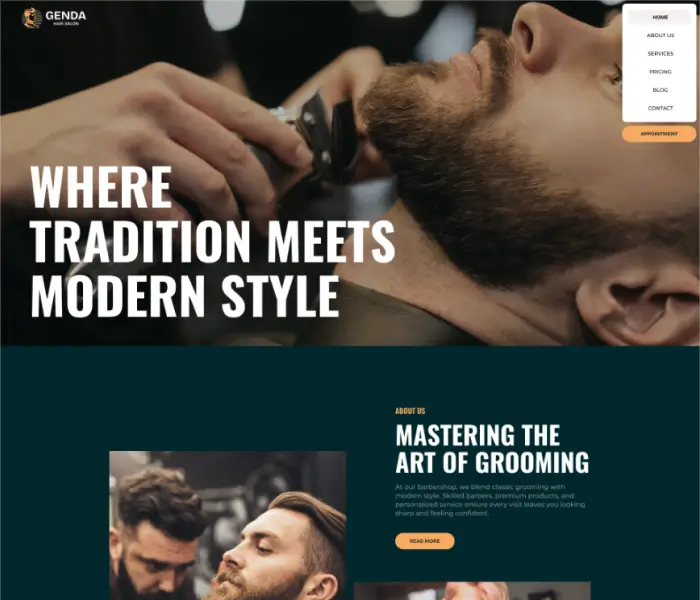 GENDA
HAIR SALON
HOME
ABOUT US
SERVICES
PRICING
BLOG
CONTACT
APPOINTMENT
WHERE
TRADITION MEETS
MODERN STYLE
ABOUT US
MASTERING THE
ART OF GROOMING
At our barbershop, we blend classic grooming with
modern style. Skilled barbers, premium products, and
personalized service ensure every visit leaves you looking
sharp and feeling confident.
READ MORE